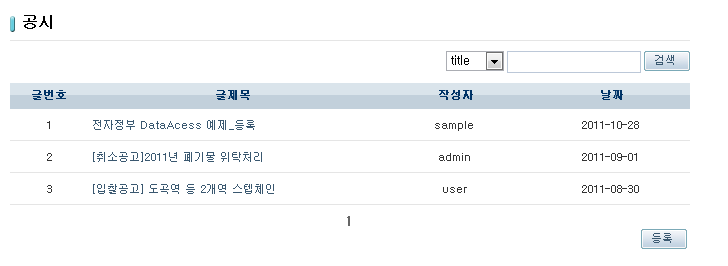 공시
title 검색
글번호 글제목 작성자 날짜
1 전자정부 DataAcess 예제_등록 sample 2011-10-28
2 [취소공고]2011년 폐기물 위탁처리 admin 2011-09-01
3 [입찰공고] 도곡역 등 2개역 스텝체인 user 2011-08-30
1
등록